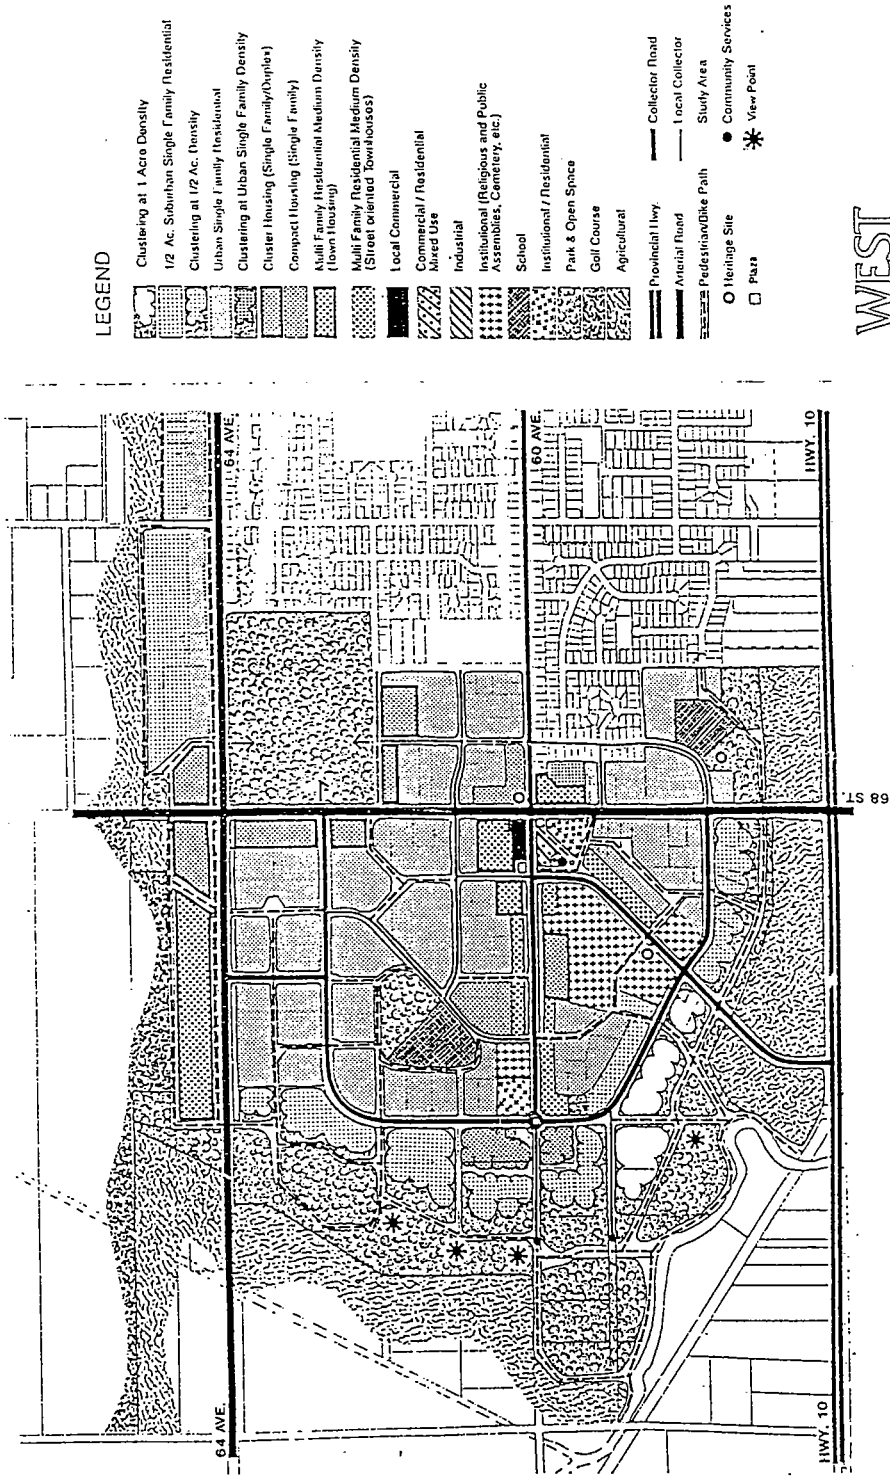 LEGEND
Clustering at 1 Acre Density
1/2 Ac. Suburban Single Family Residential
Clustering at 1/2 Ac. Density
Urban Single Family Residential
Clustering at Urban Single Family Density
Cluster Housing (Single Family/Duplex)
Compact Housing (Single Family)
Multi Family Residential Medium Density
(Town Housing)
Multi Family Residential Medium Density
(Street oriented Townhouses)
Local Commercial
Commercial / Residential
Mixed Use
Industrial
Institutional (Religious and Public
Assemblies, Cemetery, etc.)
School
Institutional / Residential
Park & Open Space
Golf Course
Agricultural
Provincial Hwy.
Arterial Road
Pedestrian/Bike Path
Heritage Site
Plaza
Collector Road
Local Collector
Study Area
Community Services
View Point
WEST
64 AVE.
60 AVE.
HWY. 10
68 ST.
64 AVE.
HWY. 10